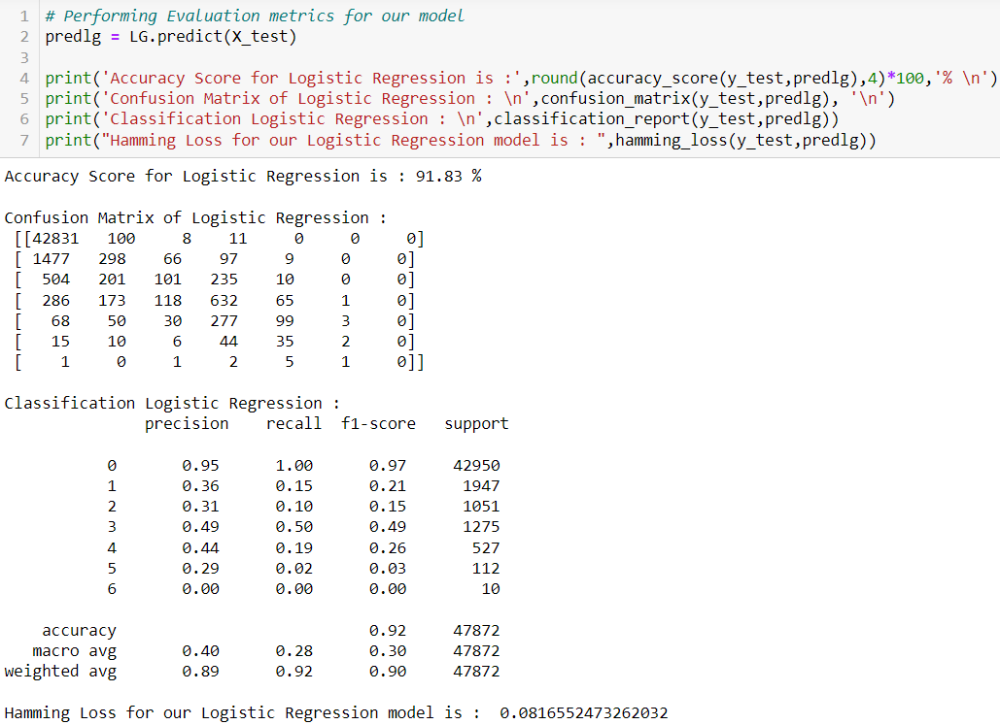 1 # Performing Evaluation metrics for our model
2 predlg = LG.predict(X_test)
3
4 print('Accuracy Score for Logistic Regression is :',round(accuracy_score(y_test,predlg),4)*100,'% \n')
5 print('Confusion Matrix of Logistic Regression : \n',confusion_matrix(y_test,predlg), '\n')
6 print('Classification Logistic Regression : \n',classification_report(y_test,predlg))
7 print("Hamming Loss for our Logistic Regression model is : ",hamming_loss(y_test,predlg))
Accuracy Score for Logistic Regression is : 91.83 %
Confusion Matrix of Logistic Regression :
[[42831 100 8 11 0 0 0]
[ 1477 298 66 97 9 0 0]
[ 504 201 101 235 10 0 0]
[ 286 173 118 632 65 1 0]
[ 68 50 30 277 99 3 0]
[ 15 10 6 44 35 2 0]
[ 1 0 1 2 5 1 0]]
Classification Logistic Regression :
precision recall f1-score support
0 0.95 1.00 0.97 42950
1 0.36 0.15 0.21 1947
2 0.31 0.10 0.15 1051
3 0.49 0.50 0.49 1275
4 0.44 0.19 0.26 527
5 0.29 0.02 0.03 112
6 0.00 0.00 0.00 10
accuracy 0.92 47872
macro avg 0.40 0.28 0.30 47872
weighted avg 0.89 0.92 0.90 47872
Hamming Loss for our Logistic Regression model is : 0.0816552473262032